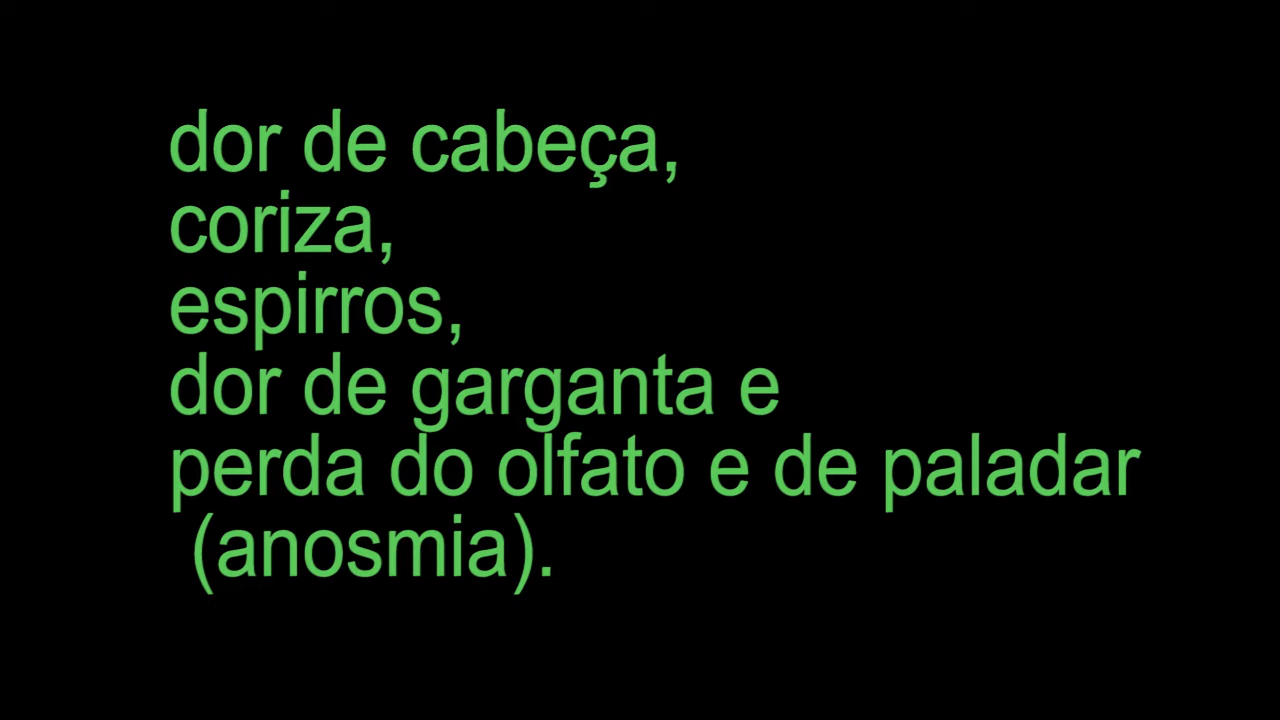 dor de cabeça,
coriza,
espirros,
dor de garganta e
perda do olfato e de paladar
(anosmia).